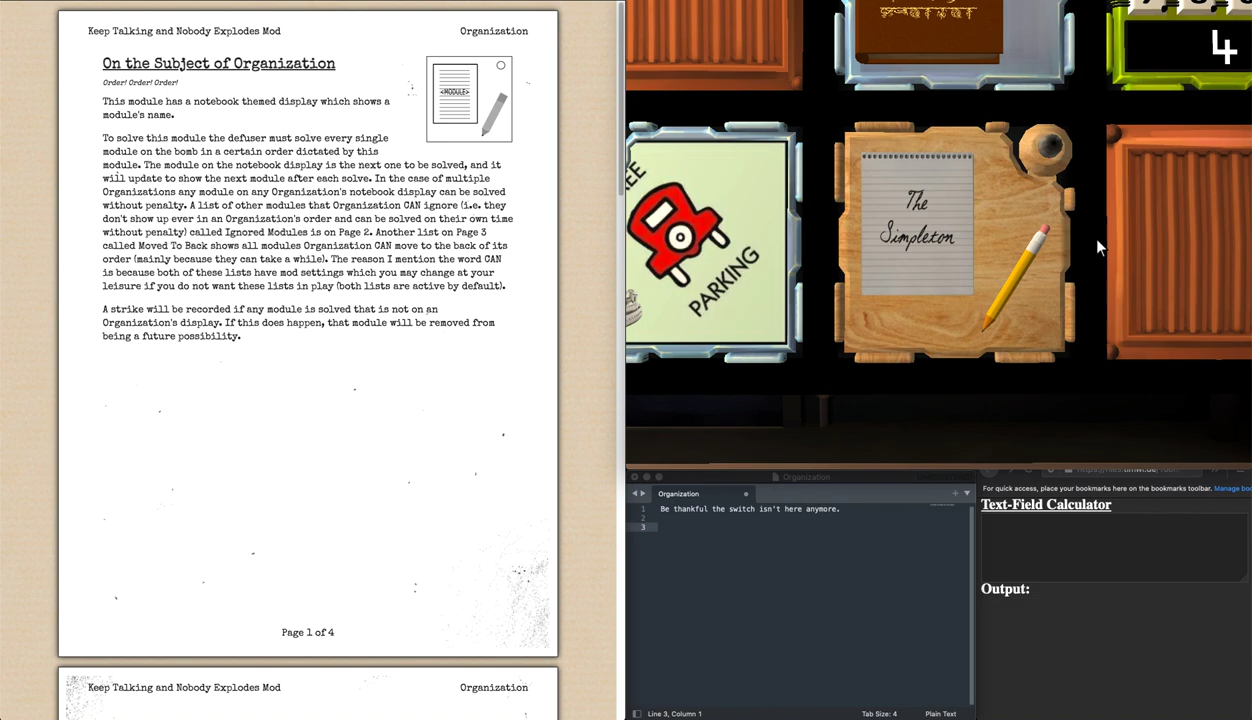 Keep Talking and Nobody Explodes Mod
Organization
On the Subject of Organization
Order! Order! Order!
<MODULE>
This module has a notebook themed display which shows a
module's name.
To solve this module the defuser must solve every single
module on the bomb in a certain order dictated by this
module. The module on the notebook display is the next one to be solved, and it
will update to show the next module after each solve. In the case of multiple
Organizations any module on any Organization's notebook display can be solved
without penalty. A list of other modules that Organization CAN ignore (i.e. they
don't show up ever in an Organization's order and can be solved on their own time
without penalty) called Ignored Modules is on Page 2. Another list on Page 3
called Moved To Back shows all modules Organization CAN move to the back of its
order (mainly because they can take a while). The reason I mention the word CAN
is because both of these lists have mod settings which you may change at your
leisure if you do not want these lists in play (both lists are active by default).
A strike will be recorded if any module is solved that is not on an
Organization's display. If this does happen, that module will be removed from
being a future possibility.
Page 1 of 4
Keep Talking and Nobody Explodes Mod
Organization
4
PARKING
The
Simpleton
Organization
Organization
1 Be thankful the switch isn't here anymore.
2
3
Line 3, Column 1
Tab Size: 4
Plain Text
For quick access, place your bookmarks here on the bookmarks toolbar. Manage
Text-Field Calculator
Output: